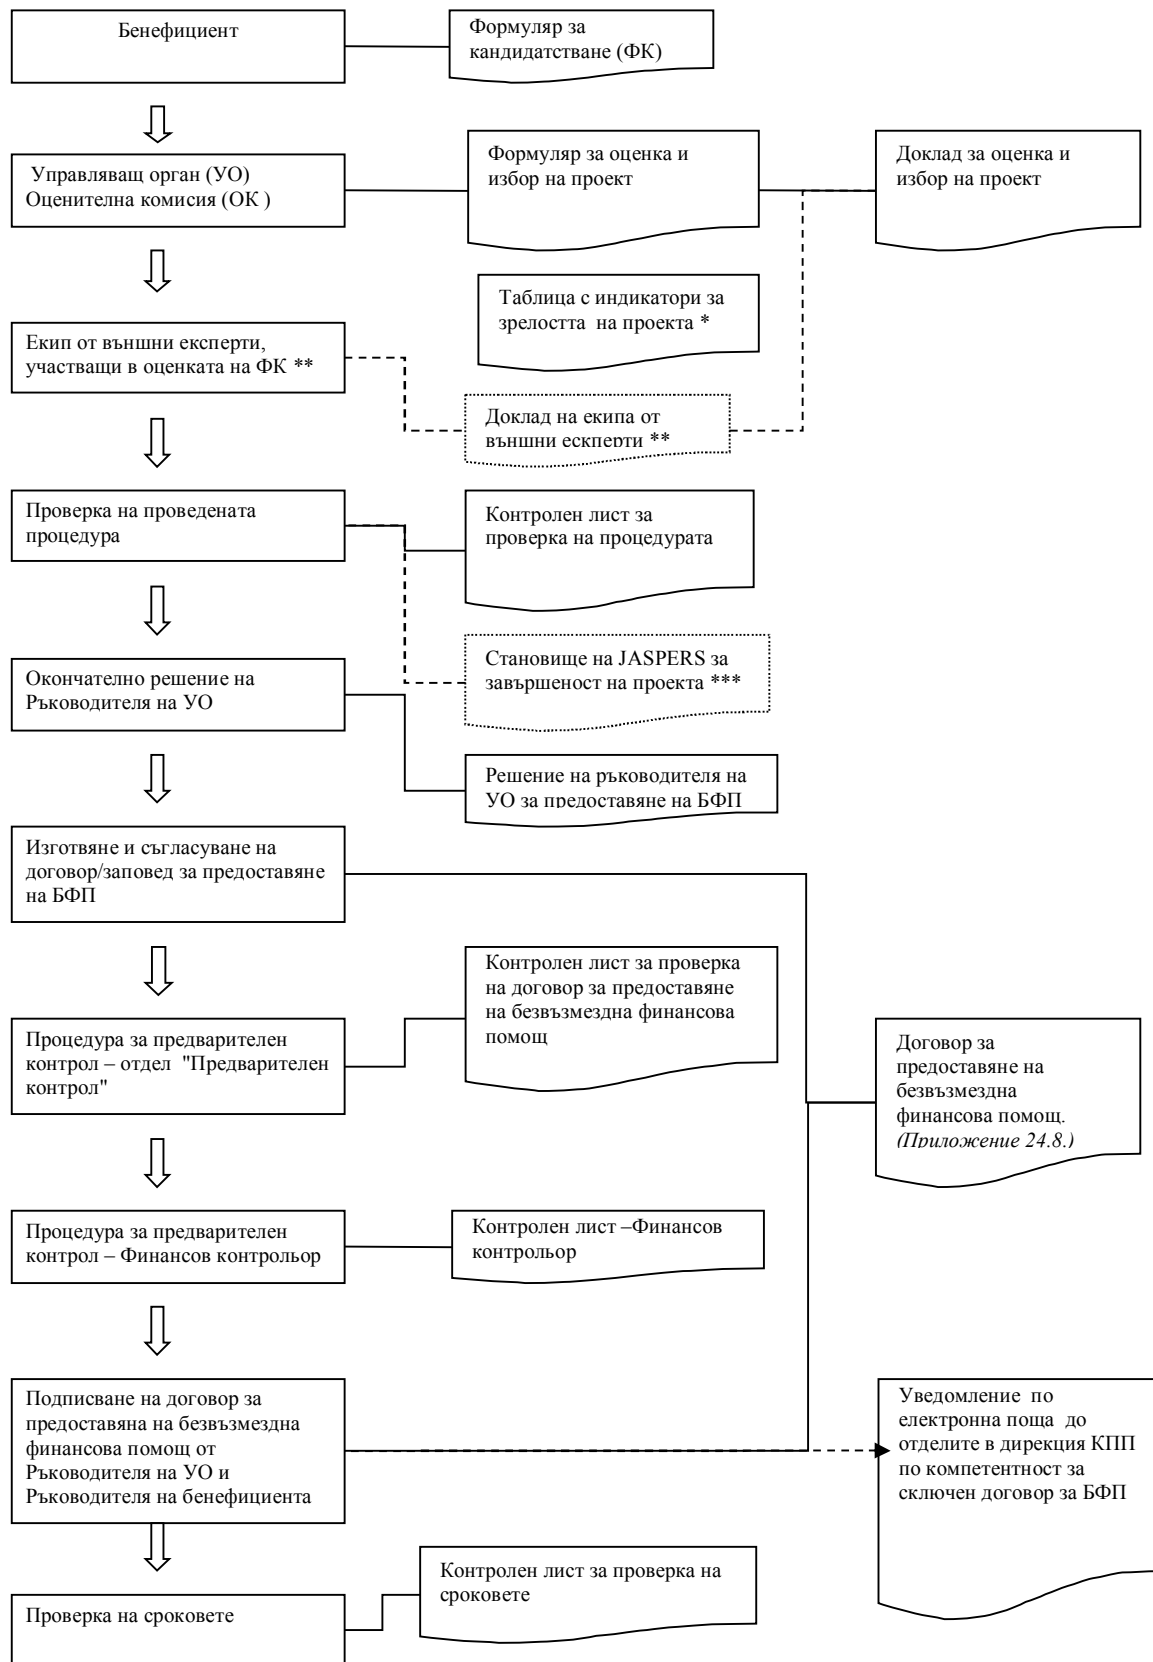 Бенефициент
Формуляр за
кандидатстване (ФК)
Управляващ орган (УО)
Оценителна комисия (ОК )
Формуляр за оценка и
избор на проект
Доклад за оценка и
избор на проект
Таблица с индикатори за
зрелостта на проекта *
Екип от външни експерти,
участващи в оценката на ФК **
Доклад на екипа от
външни ескперти **
Проверка на проведената
процедура
Контролен лист за
проверка на процедурата
Становище на JASPERS за
завършеност на проекта ***
Окончателно решение на
Ръководителя на УО
Решение на ръководителя на
УО за предоставяне на БФП
Изготвяне и съгласуване на
договор/заповед за предоставяне
на БФП
Контролен лист за проверка
на договор за предоставяне
на безвъзмездна финансова
помощ
Процедура за предварителен
контрол – отдел "Предварителен
контрол"
Договор за
предоставяне на
безвъзмездна
финансова помощ.
(Приложение 24.8.)
Процедура за предварителен
контрол – Финансов контрольор
Контролен лист –Финансов
контрольор
Подписване на договор за
предоставяна на безвъзмездна
финансова помощ от
Ръководителя на УО и
Ръководителя на бенефициента
Уведомление по
електронна поща до
отделите в дирекция КПП
по компетентност за
сключен договор за БФП
Контролен лист за проверка на
сроковете
Проверка на сроковете